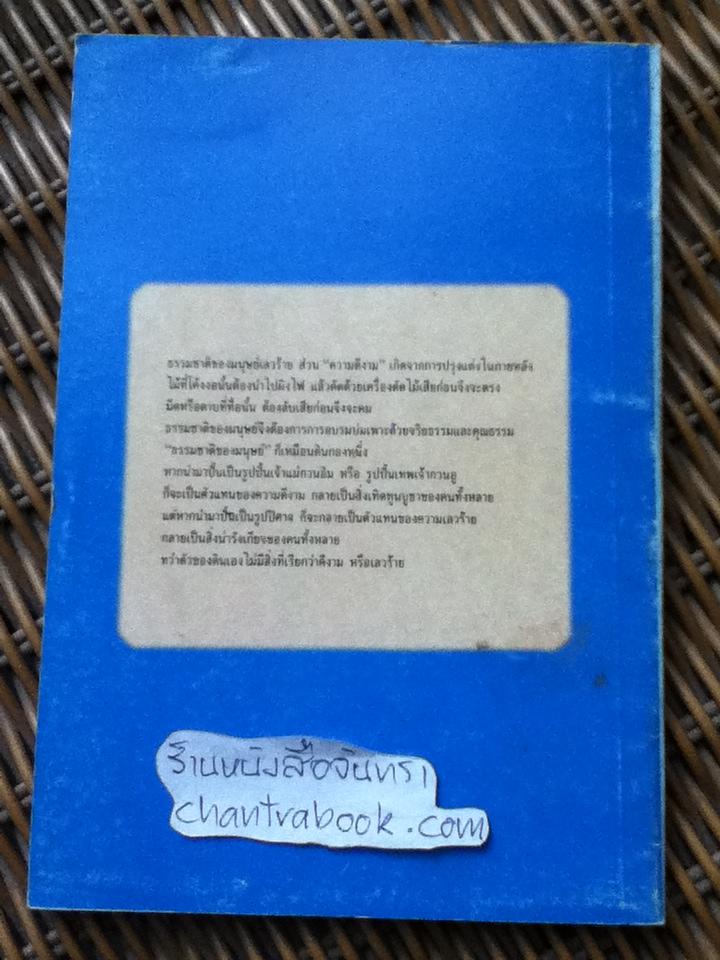 ธรรมชาติของมนุษย์เลวร้าย ส่วน "ความดีงาม" เกิดจากการปรุงแต่งในภายหลัง
ไม้ที่โค้งงอนั้นต้องนำไปผิงไฟ แล้วดัดด้วยเครื่องดัดไม้เสียก่อนจึงจะตรง
มีดหรือดาบที่ทื่อนั้น ต้องลับเสียก่อนจึงจะคม
ธรรมชาติของมนุษย์จึงต้องการการอบรมบ่มเพาะด้วยจริยธรรมและคุณธรรม
"ธรรมชาติของมนุษย์" ก็เหมือนดินกองหนึ่ง
หากนำมาปั้นเป็นรูปปั้นเจ้าแม่กวนอิม หรือ รูปปั้นเทพเจ้ากวนอู
ก็จะเป็นตัวแทนของความดีงาม กลายเป็นสิ่งเทิดทูนบูชาของคนทั้งหลาย
แต่หากนำมาปั้นเป็นรูปปีศาจ ก็จะกลายเป็นตัวแทนของความเลวร้าย
กลายเป็นสิ่งน่ารังเกียจของคนทั้งหลาย
ทว่าตัวของดินเองไม่มีสิ่งที่เรียกว่าดีงาม หรือเลวร้าย
ร้านหนังสือจันทรา
chantrabook.com